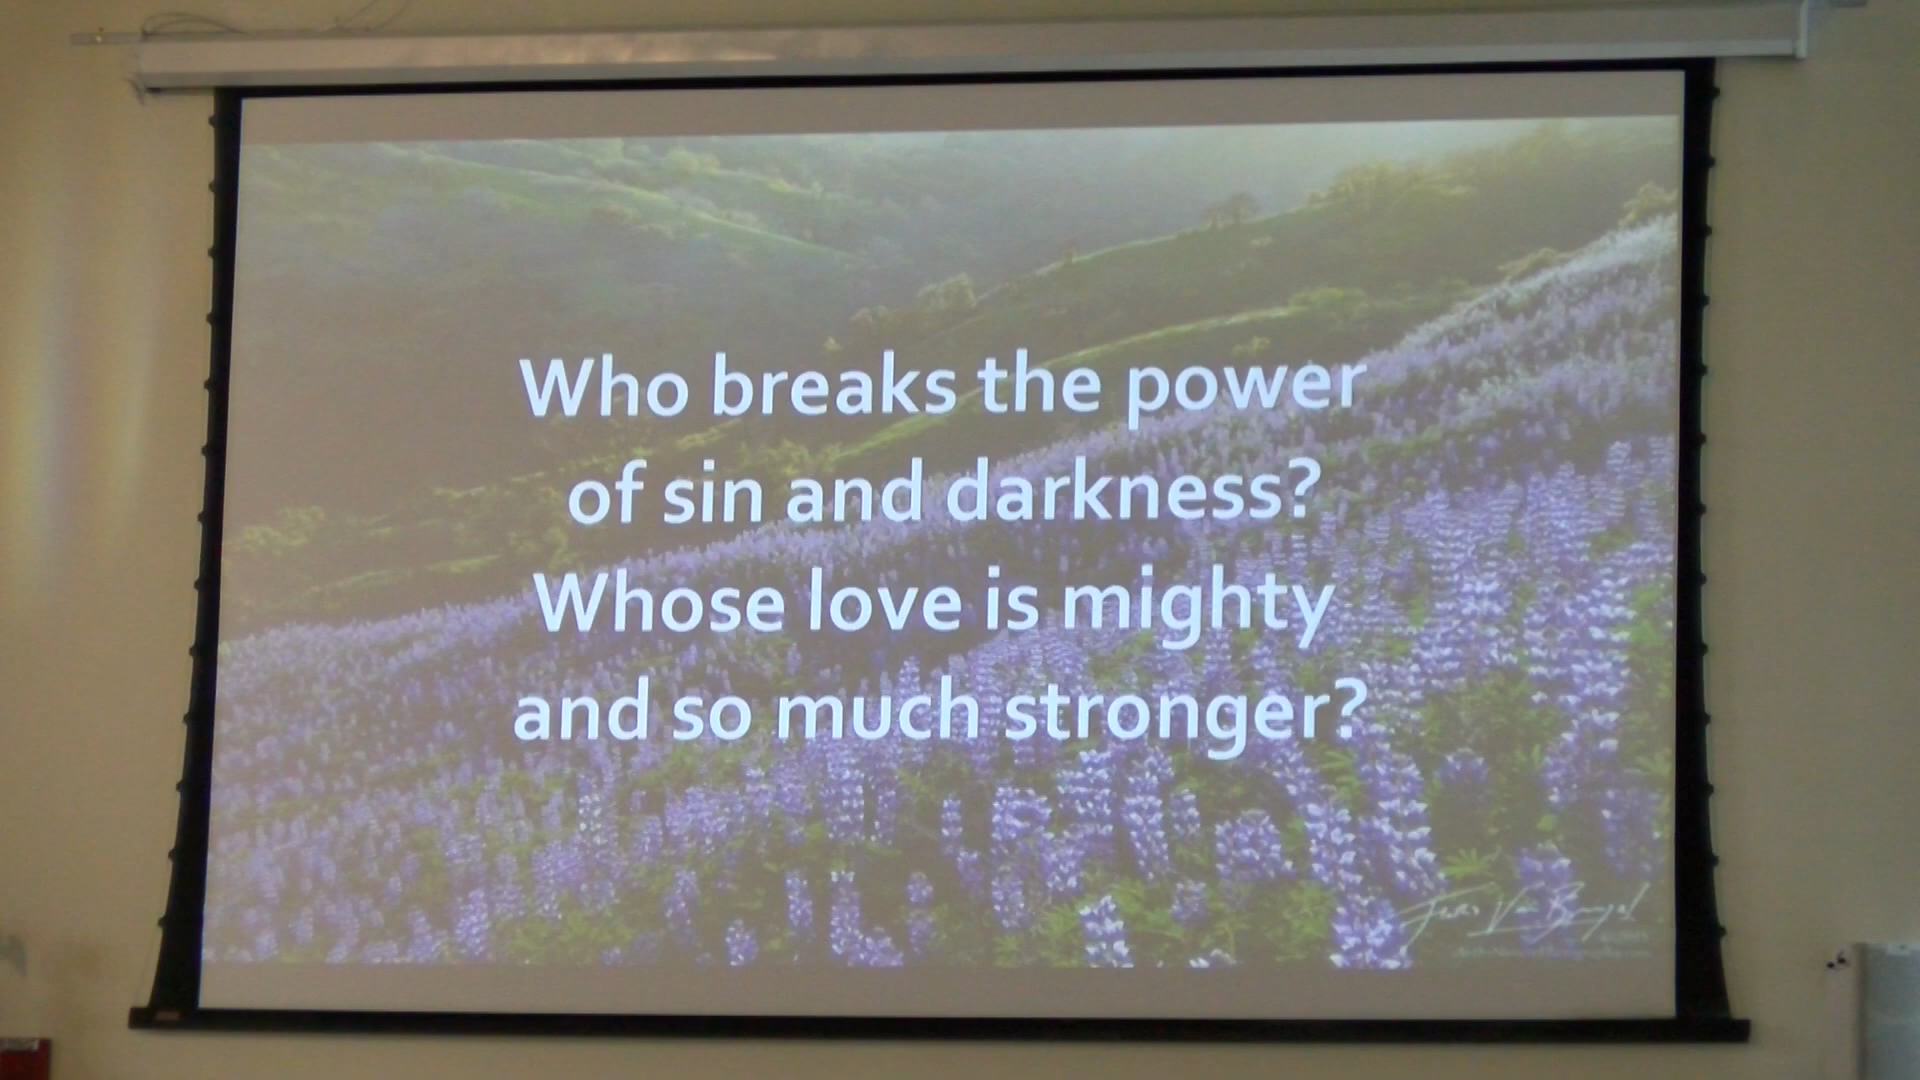 Who breaks the power
of sin and darkness?
Whose love is mighty
and so much stronger?